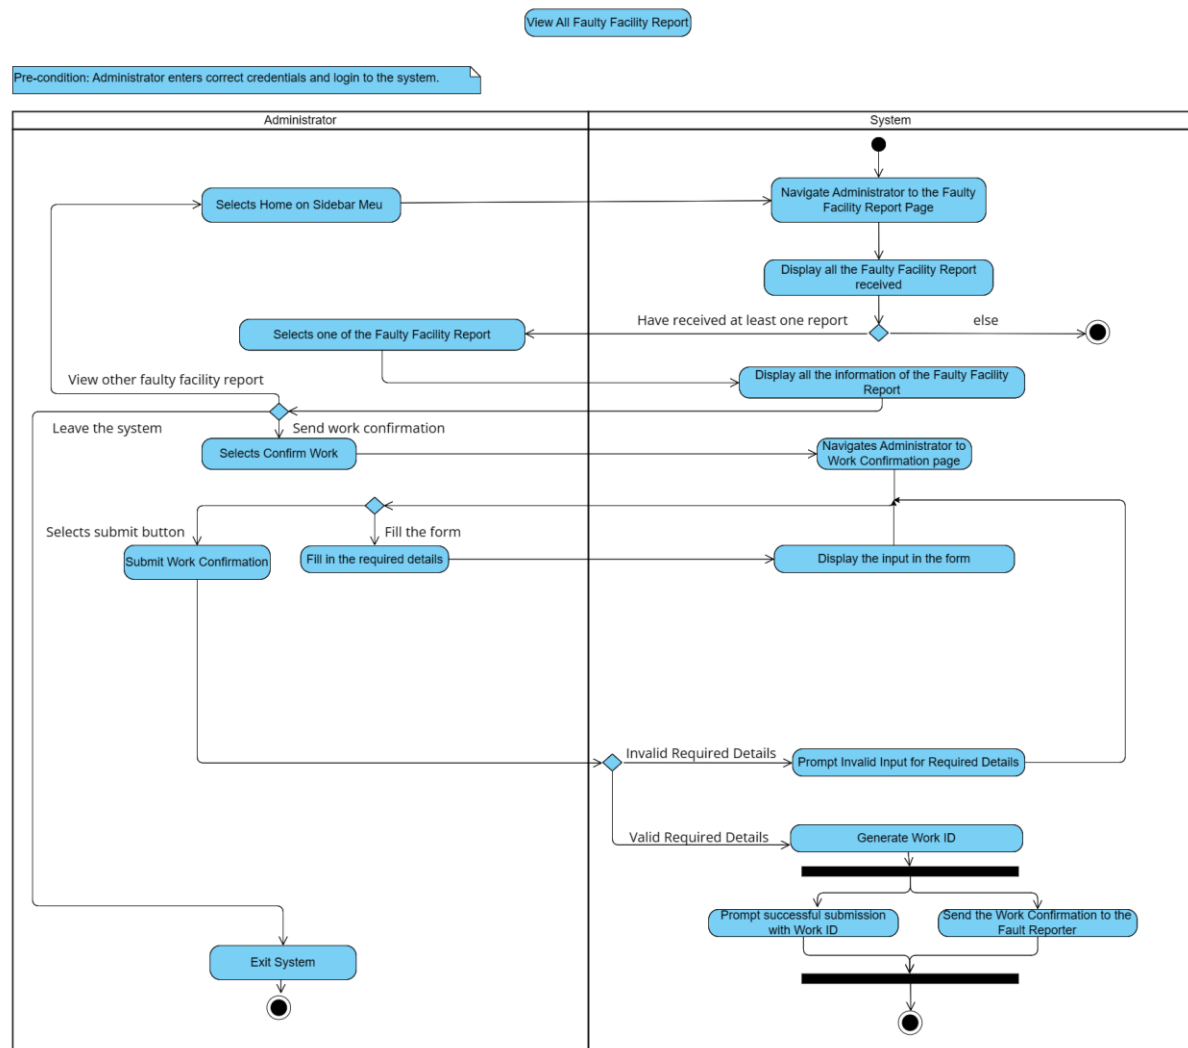 View All Faulty Facility Report
Pre-condition: Administrator enters correct credentials and login to the system.
Administrator
System
Selects Home on Sidebar Meu
Navigate Administrator to the Faulty
Facility Report Page
Display all the Faulty Facility Report
received
Have received at least one report
else
Selects one of the Faulty Facility Report
View other faulty facility report
Display all the information of the Faulty Facility
Report
Leave the system
Send work confirmation
Selects Confirm Work
Navigates Administrator to
Work Confirmation page
Selects submit button
Fill the form
Submit Work Confirmation
Fill in the required details
Display the input in the form
Invalid Required Details
Prompt Invalid Input for Required Details
Valid Required Details
Generate Work ID
Prompt successful submission
with Work ID
Send the Work Confirmation to the
Fault Reporter
Exit System